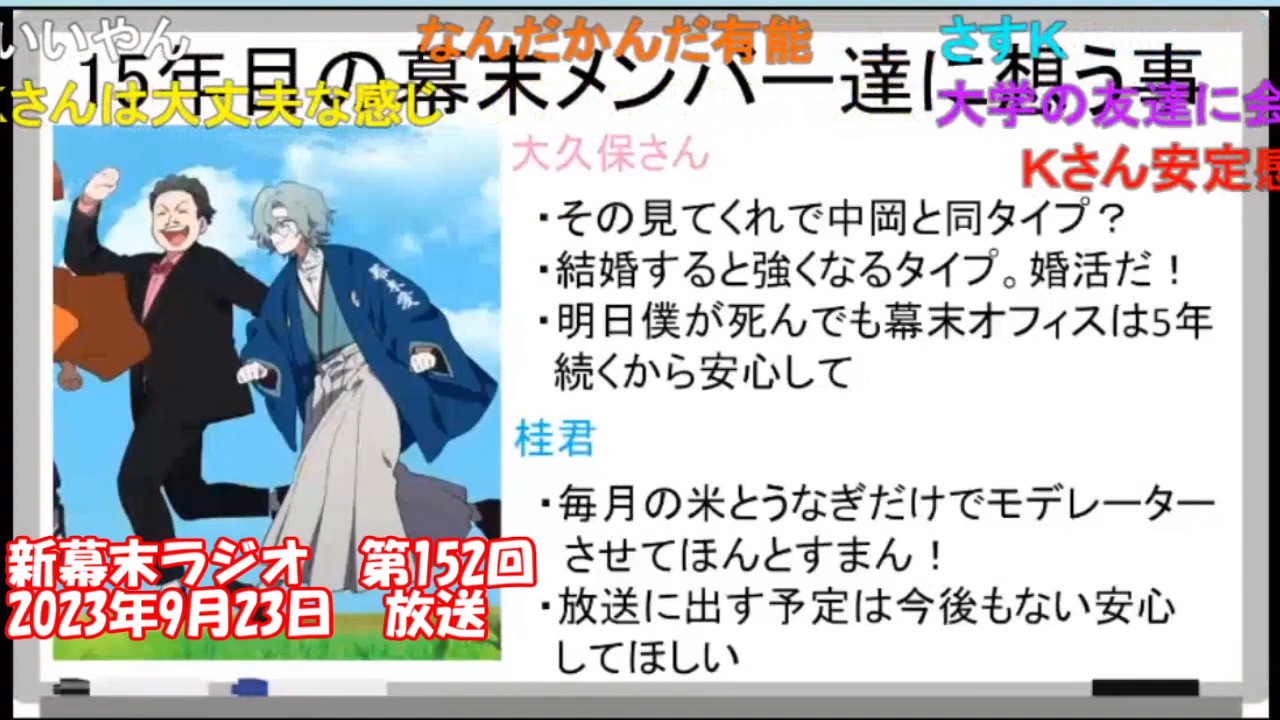 いいやん
なんだかんだ有能
さすK
15年目の幕末メンバー達に想う事
Kさんは大丈夫な感じ
大学の友達に会
Kさん安定感
大久保さん
・その見てくれで中岡と同タイプ？
・結婚すると強くなるタイプ。婚活だ！
・明日僕が死んでも幕末オフィスは5年
続くから安心して
桂君
・毎月の米とうなぎだけでモデレーター
させてほんとすまん！
・放送に出す予定は今後もない安心
してほしい
新幕末ラジオ　第152回
2023年9月23日　放送